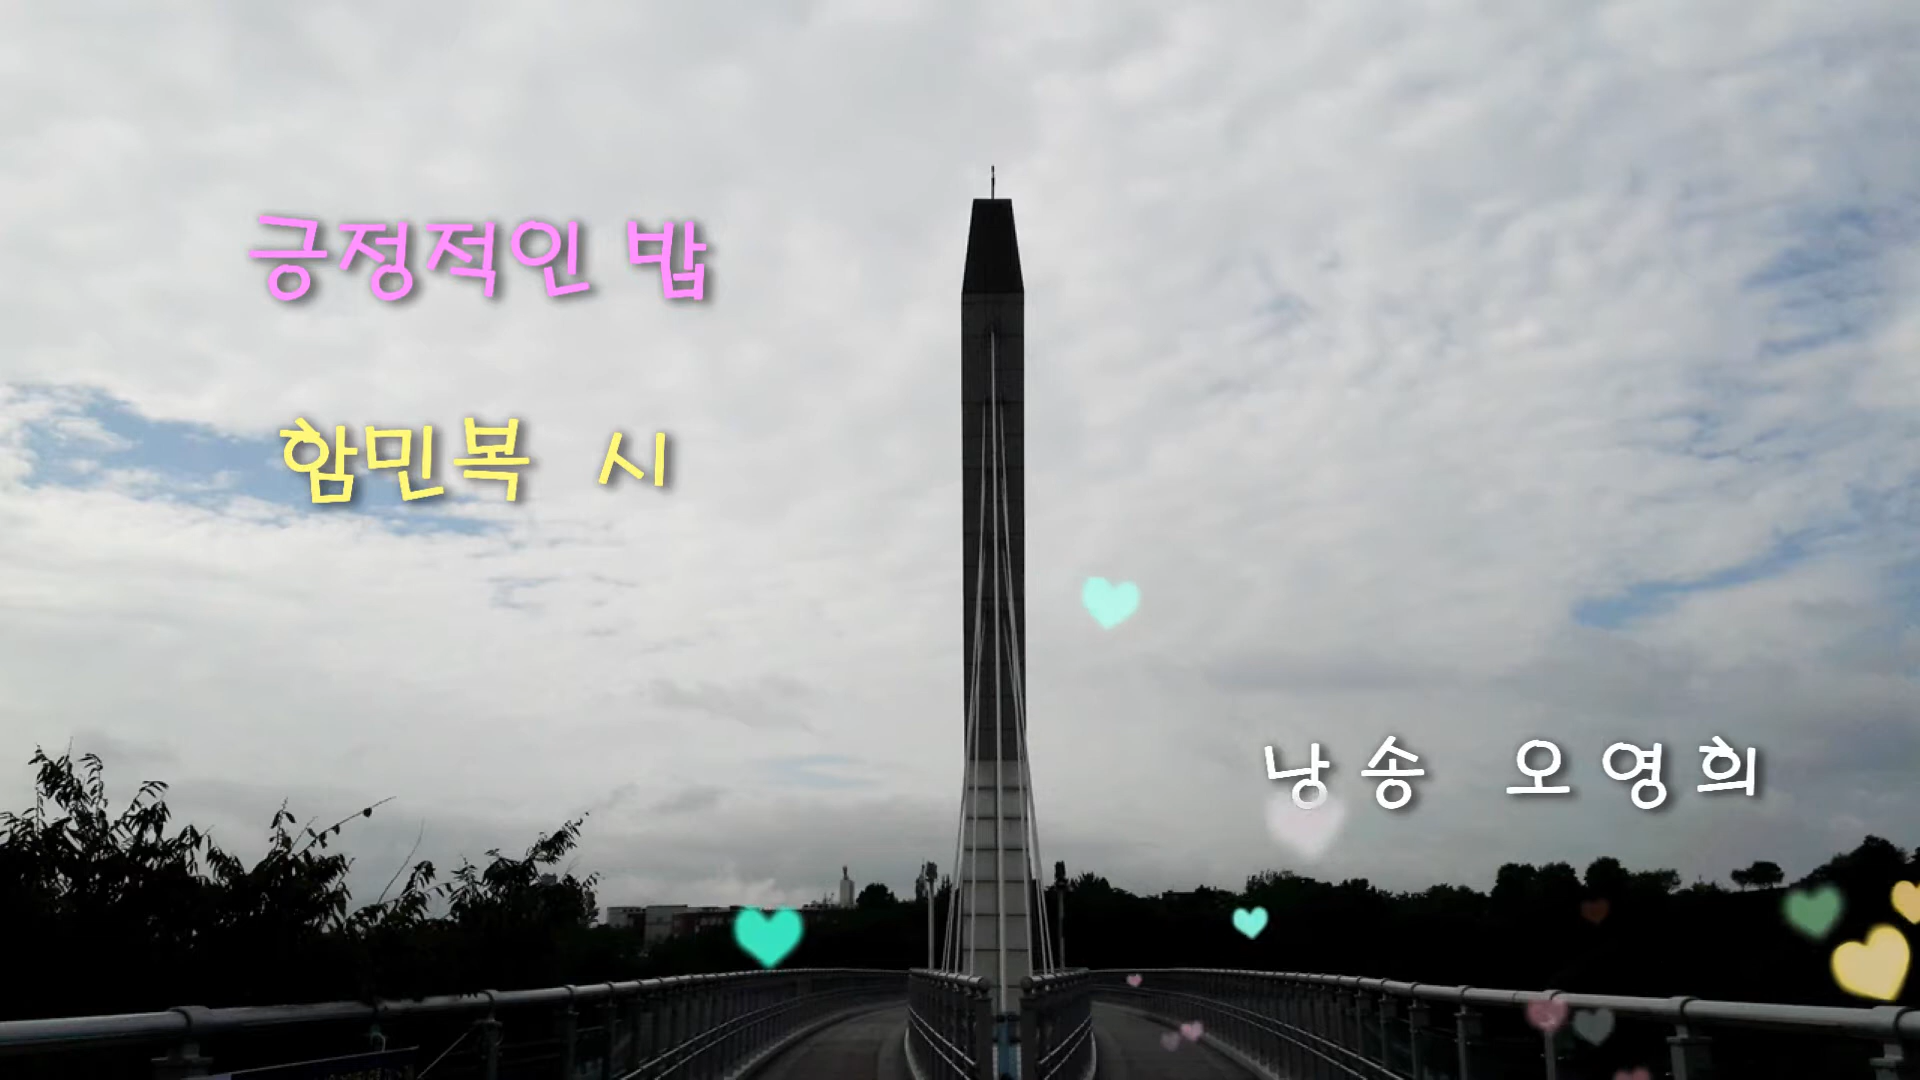 긍정적인 밥
함민복 시
낭송 오영희